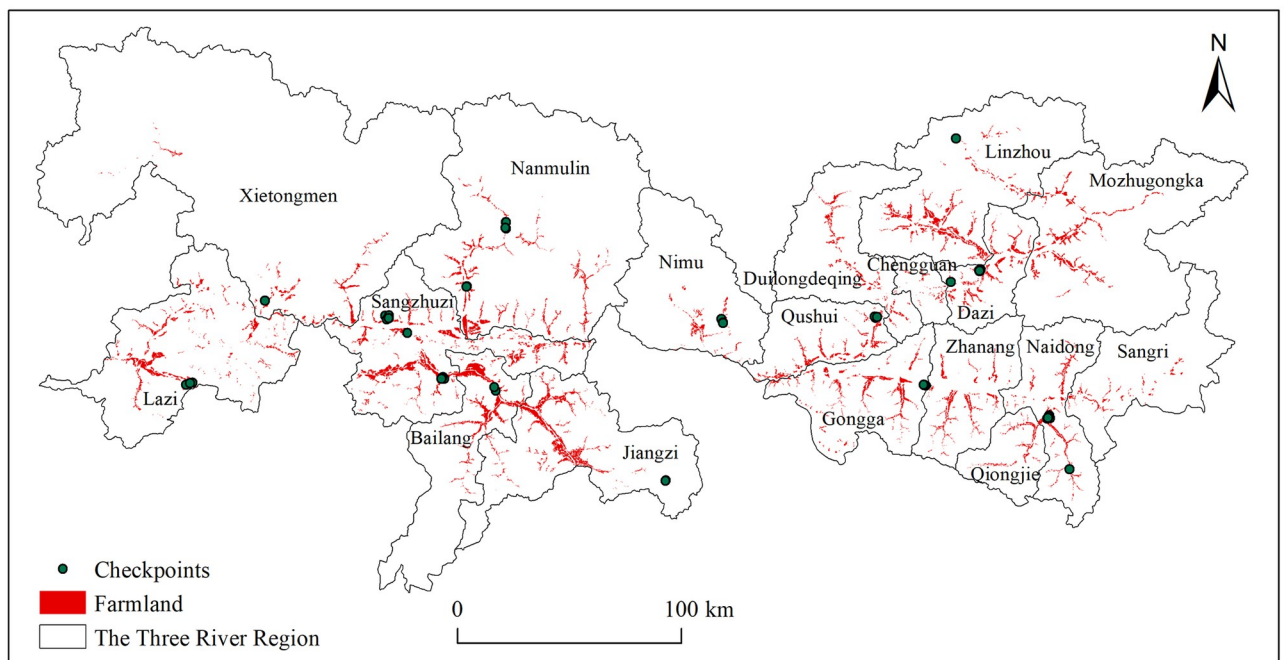 N
Linzhou
Nanmulin
Mozhugongka
Xietongmen
Nimu
Chengguan
Duilongdeqing
Sangzhuzi
Qushui
Dazi
Zhanang
Naidong
Sangri
Lazi
Gongga
Bailang
Jiangzi
Qiongjie
Checkpoints
Farmland
0 100 km
The Three River Region